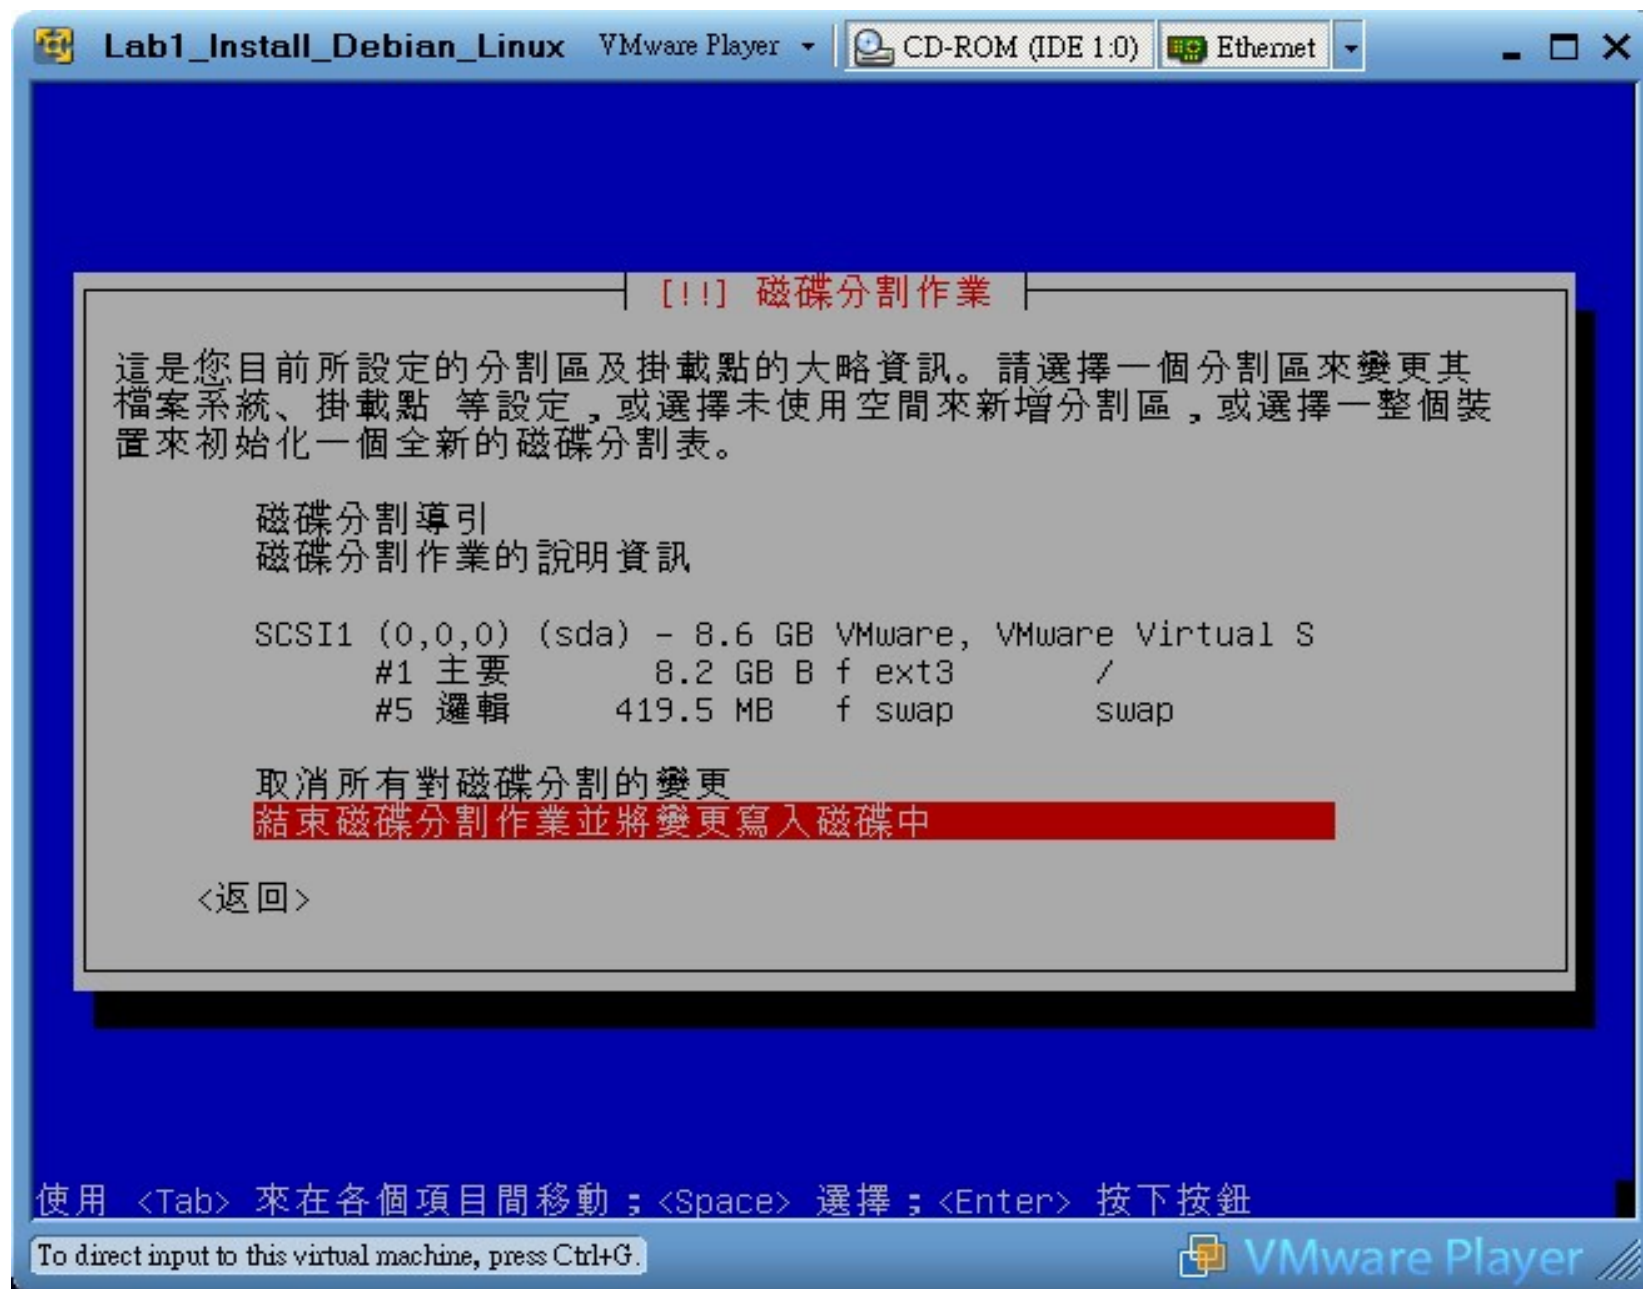 Lab1_Install_Debian_Linux VMware Player CD-ROM (IDE 1:0) Ethernet
[!!] 磁碟分割作業
這是您目前所設定的分割區及掛載點的大略資訊。請選擇一個分割區來變更其
檔案系統、掛載點 等設定，或選擇未使用空間來新增分割區，或選擇一整個裝
置來初始化一個全新的磁碟分割表。
磁碟分割導引
磁碟分割作業的說明資訊
SCSI1 (0,0,0) (sda) - 8.6 GB VMware, VMware Virtual S
#1 主要 8.2 GB B f ext3 /
#5 邏輯 419.5 MB f swap swap
取消所有對磁碟分割的變更
結束磁碟分割作業並將變更寫入磁碟中
<返回>
使用 <Tab> 來在各個項目間移動；<Space> 選擇；<Enter> 按下按鈕
To direct input to this virtual machine, press Ctrl+G.
VMware Player